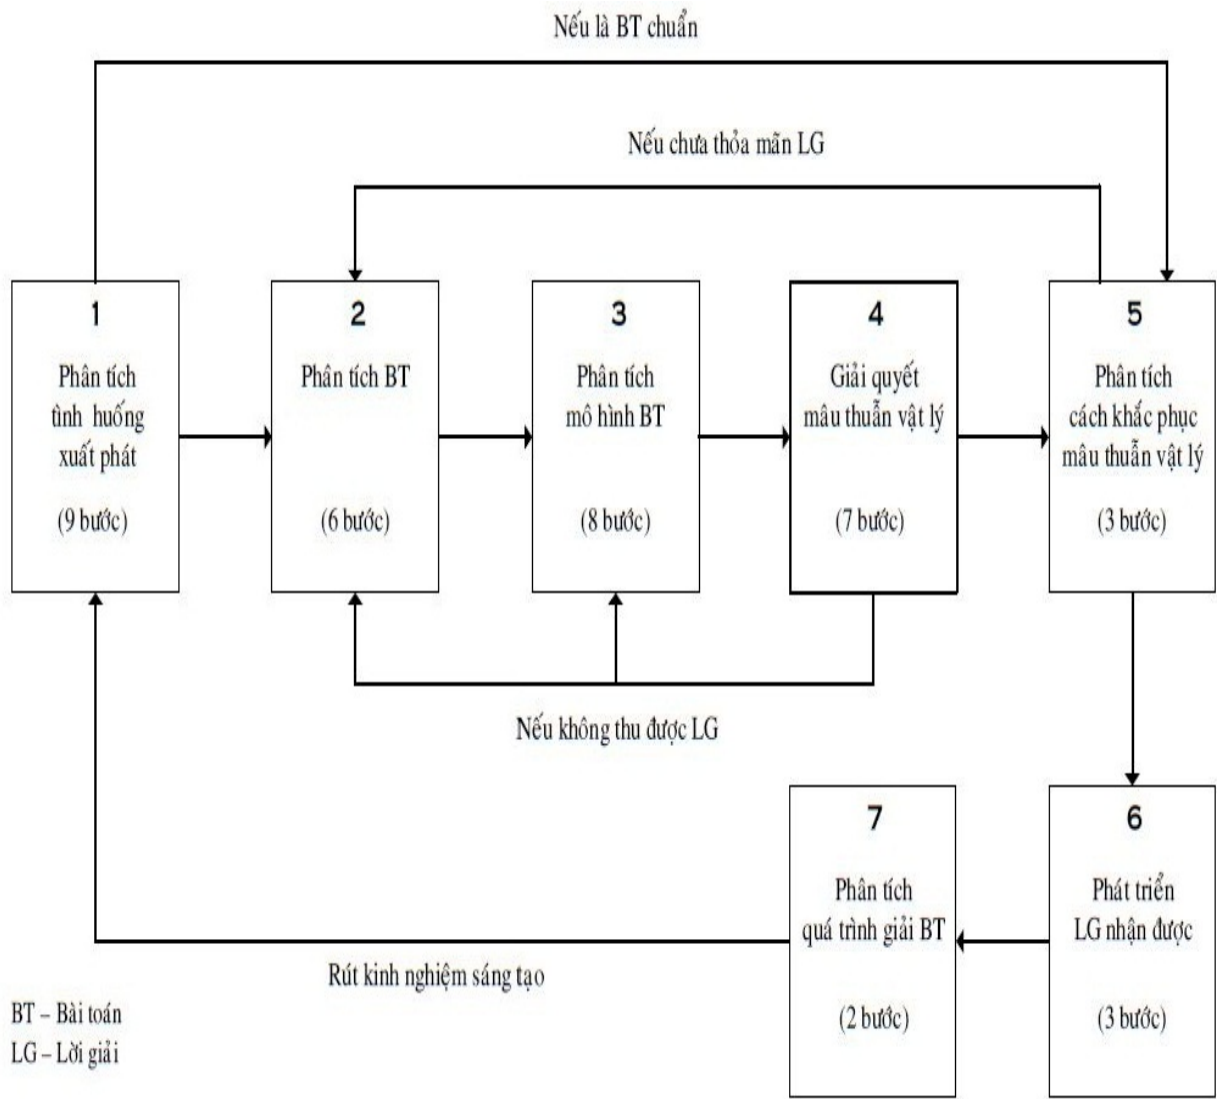 Nếu là BT chuẩn
Nếu chưa thỏa mãn LG
1
Phân tích
tình huống
xuất phát
(9 bước)
2
Phân tích BT
(6 bước)
3
Phân tích
mô hình BT
(8 bước)
4
Giải quyết
mâu thuẫn vật lý
(7 bước)
5
Phân tích
cách khắc phục
mâu thuẫn vật lý
(3 bước)
Nếu không thu được LG
7
Phân tích
quá trình giải BT
(2 bước)
6
Phát triển
LG nhận được
(3 bước)
Rút kinh nghiệm sáng tạo
BT – Bài toán
LG – Lời giải